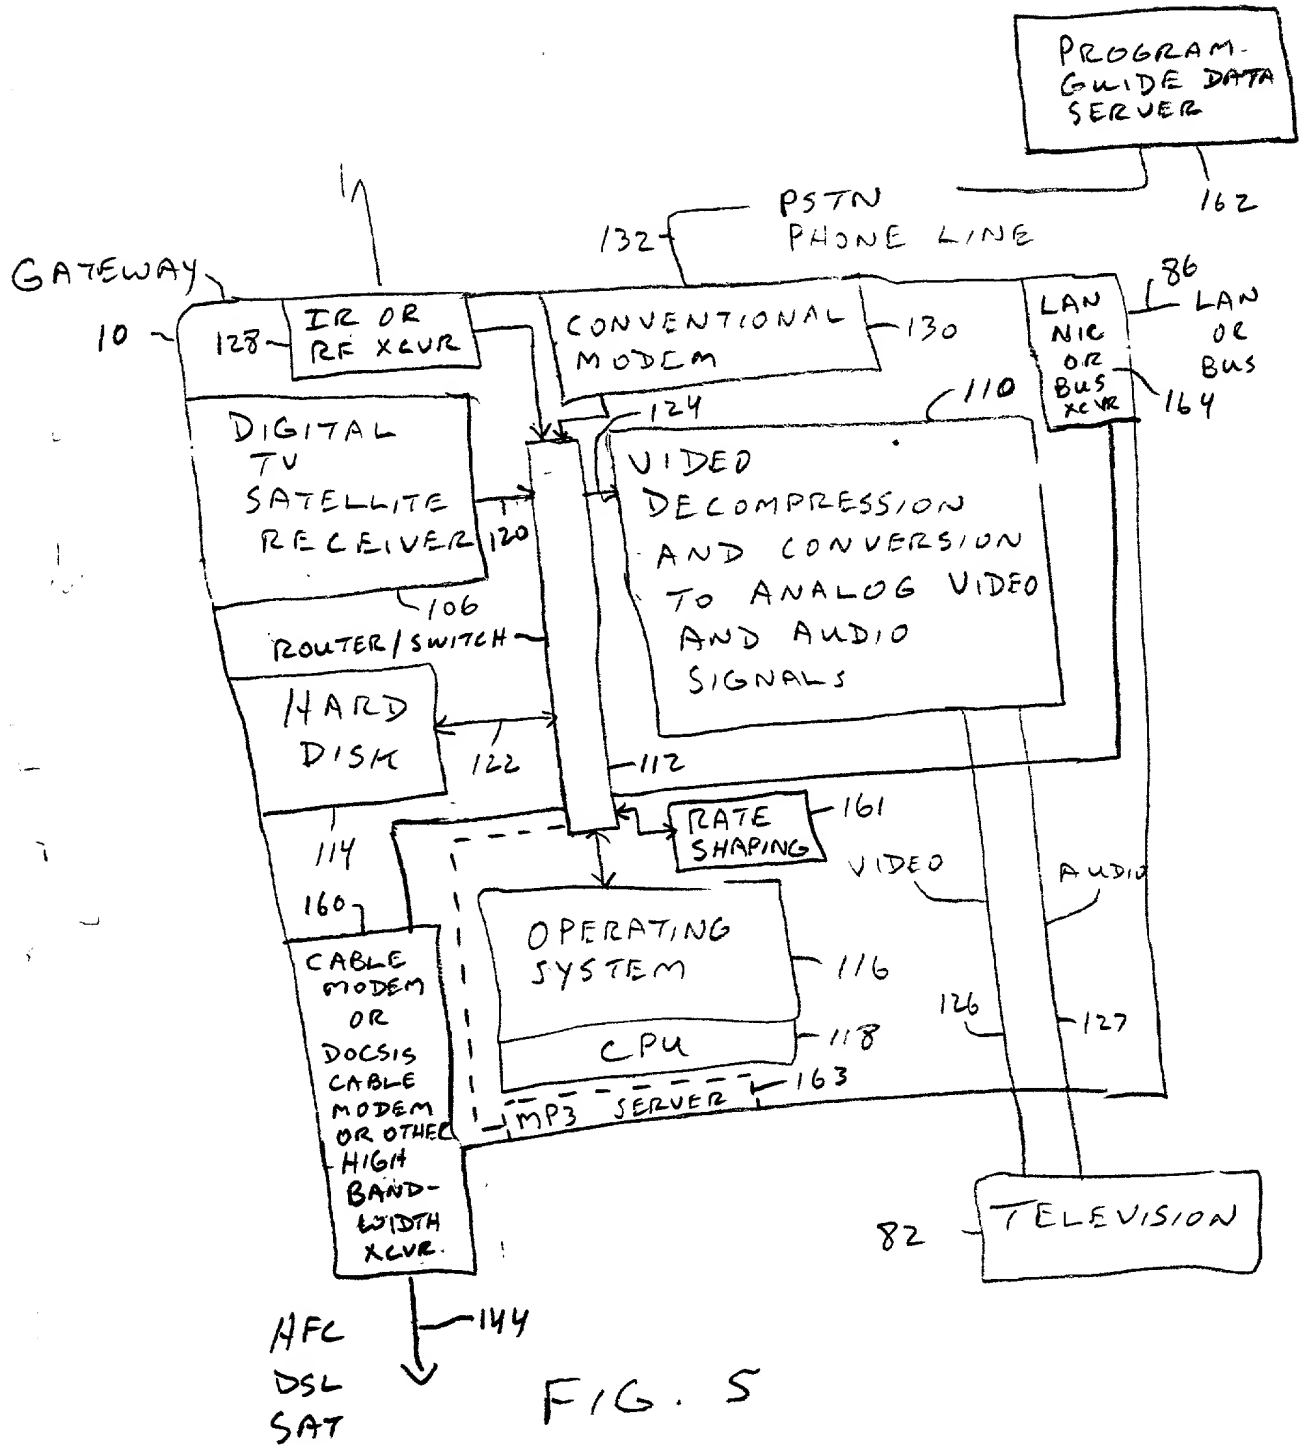 PROGRAM-
GUIDE DATA
SERVER
162
PSTN
PHONE LINE
132
GATEWAY
10
128
IR OR
RF XCVR
CONVENTIONAL
MODEM
130
LAN
NIC
OR
BUS
XCVR
86
LAN
OR
BUS
164
124
110
DIGITAL
TV
SATELLITE
RECEIVER
120
106
VIDEO
DECOMPRESSION
AND CONVERSION
TO ANALOG VIDEO
AND AUDIO
SIGNALS
ROUTER/SWITCH
HARD
DISK
122
112
114
RATE
SHAPING
161
VIDEO
AUDIO
160
CABLE
MODEM
OR
DOCSIS
CABLE
MODEM
OR OTHER
HIGH
BAND-
WIDTH
XCVR.
OPERATING
SYSTEM
116
CPU
118
126
127
MP3 SERVER
163
82
TELEVISION
144
HFC
DSL
SAT
FIG. 5